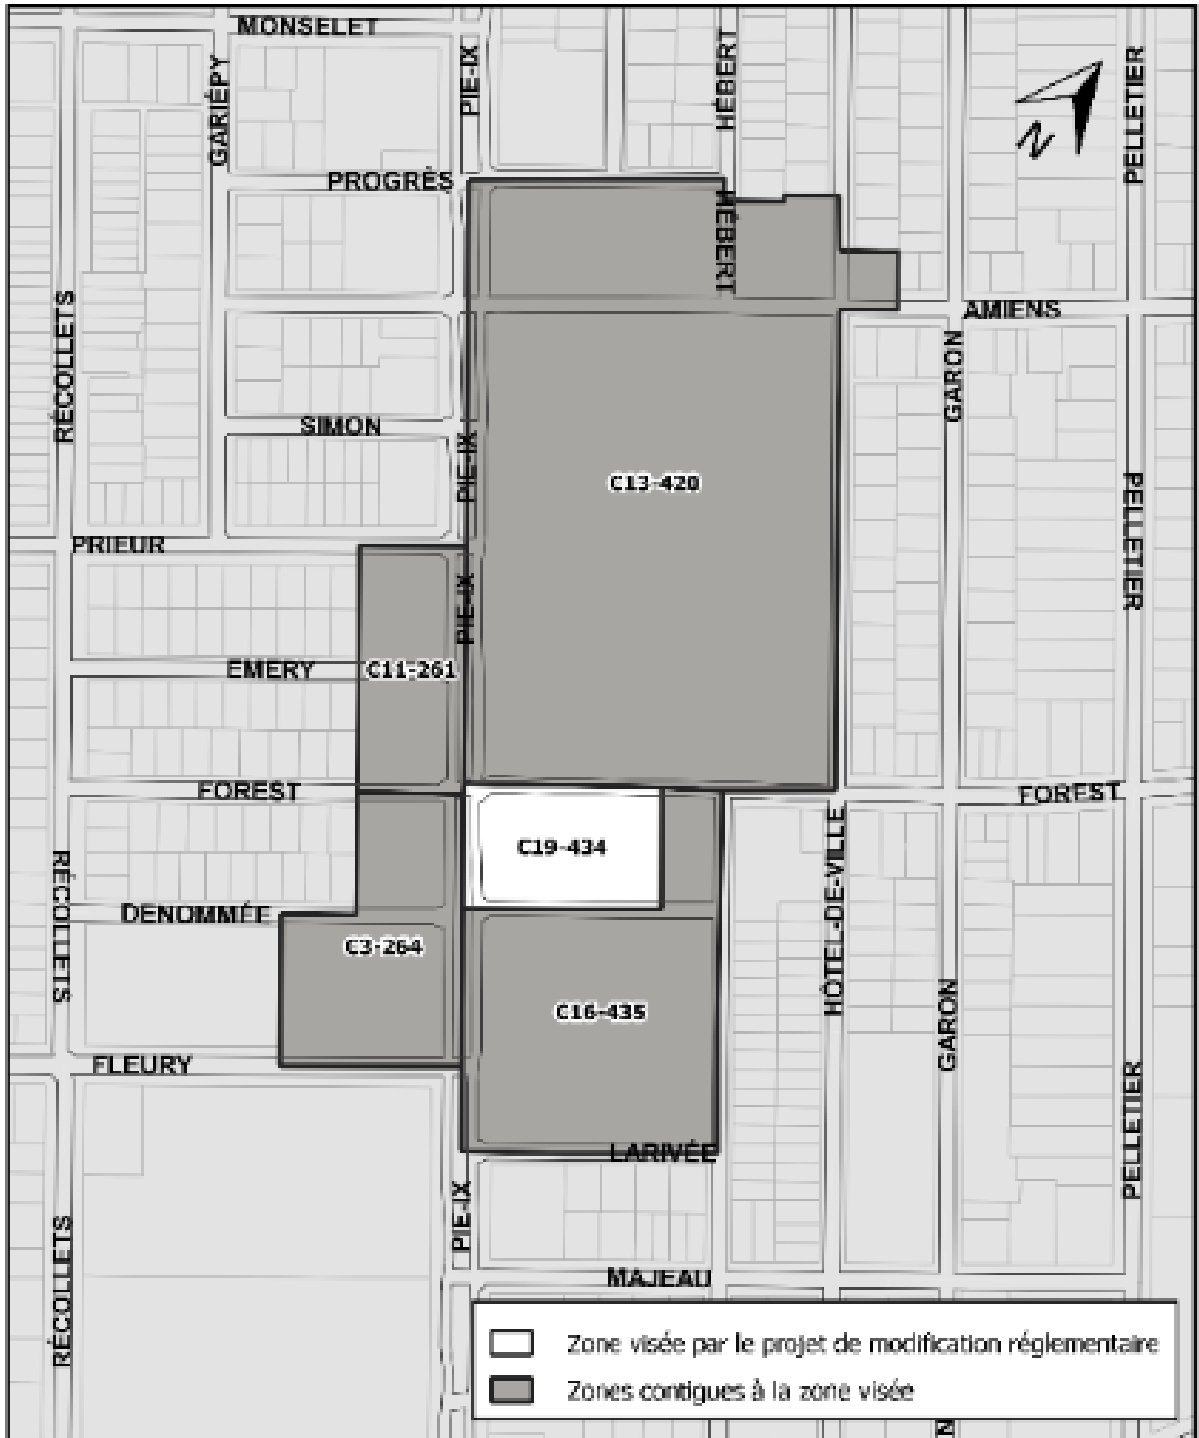 MONSELET
PIE-IX
HÉBERT
PELLETIER
GARIÉPY
N
PROGRÈS
HÉBERT
RÉCOLLETS
AMIENS
GARON
SIMON
PIE-IX
C13-420
PELLETIER
PRIEUR
PIE-IX
EMERY
C11-261
FOREST
FOREST
C19-434
HÔTEL-DE-VILLE
RÉCOLLETS
DENOMMÉE
C3-264
C16-435
GARON
FLEURY
PELLETIER
LARIVÉE
PIE-IX
RÉCOLLETS
MAJEAU
Zone visée par le projet de modification réglementaire
Zones contigues à la zone visée